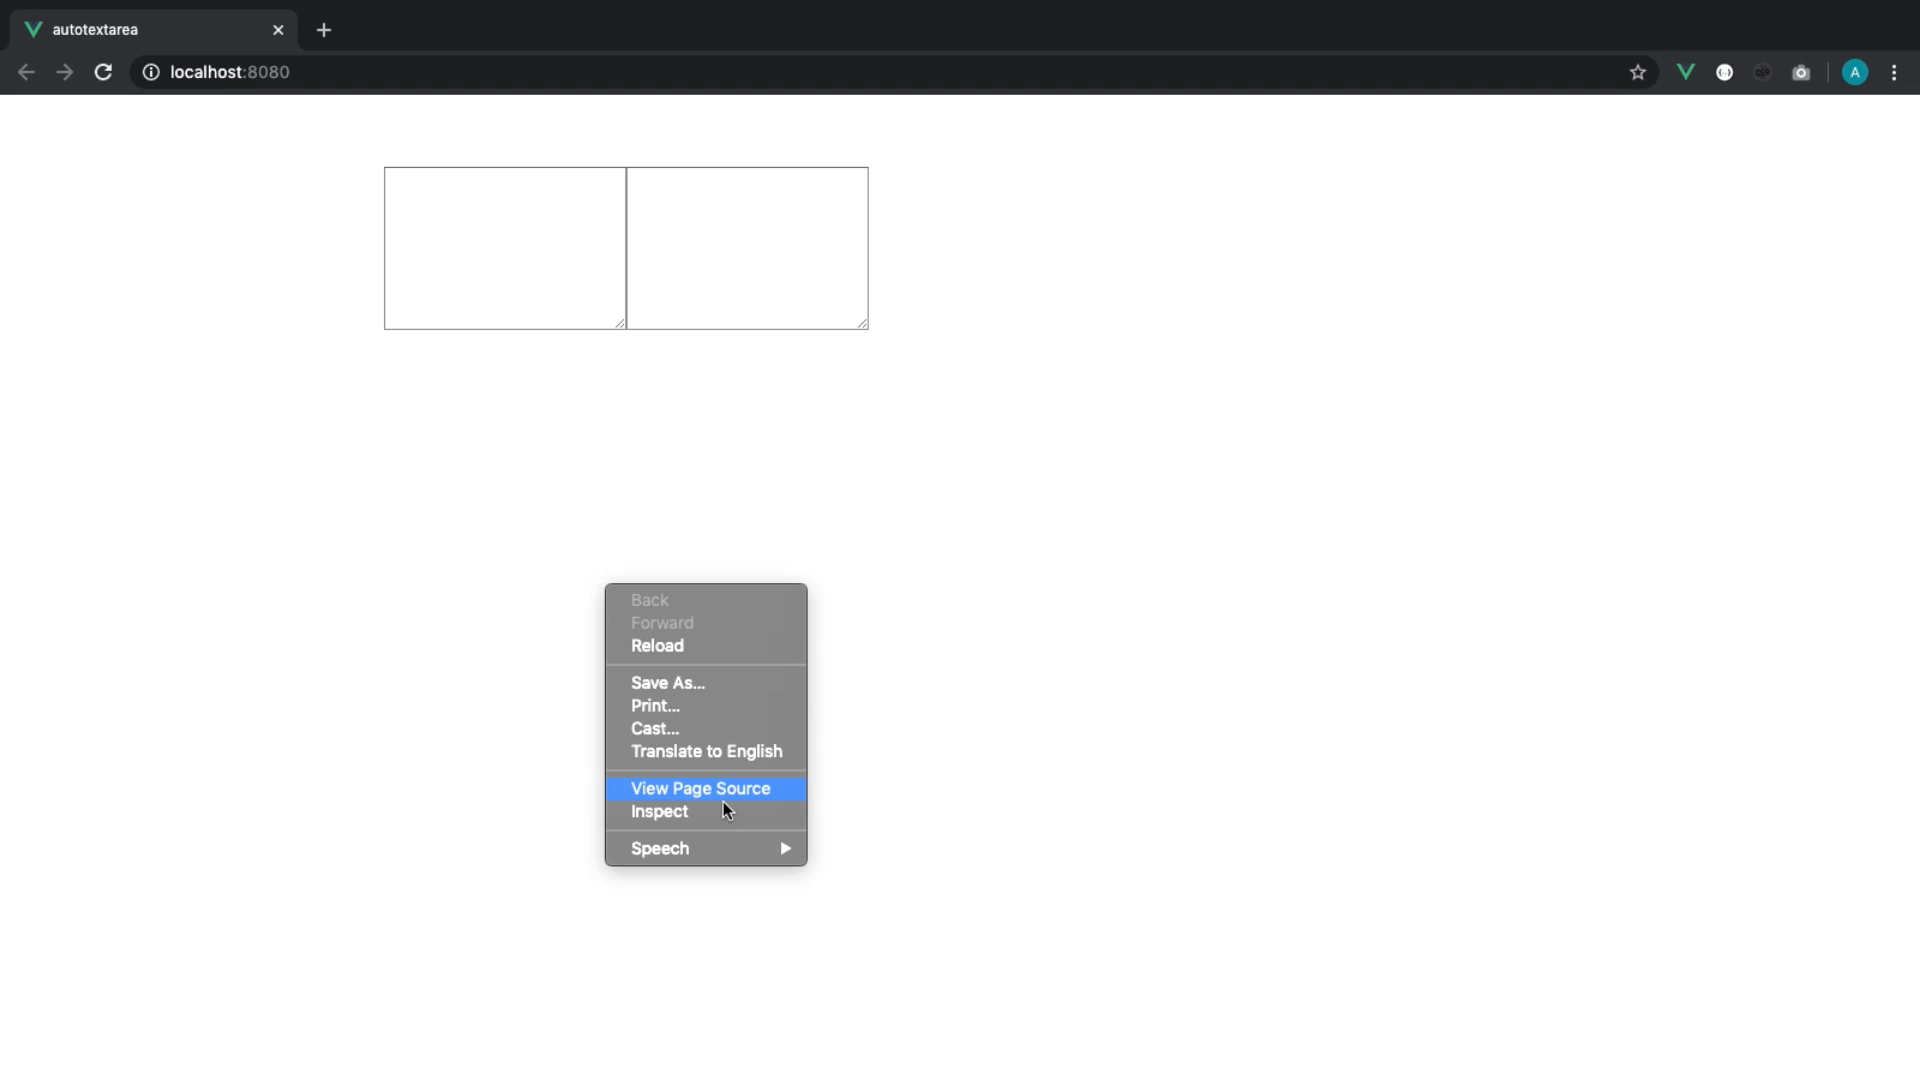 autotextarea
localhost:8080
A
Back
Forward
Reload
Save As...
Print...
Cast...
Translate to English
View Page Source
Inspect
Speech